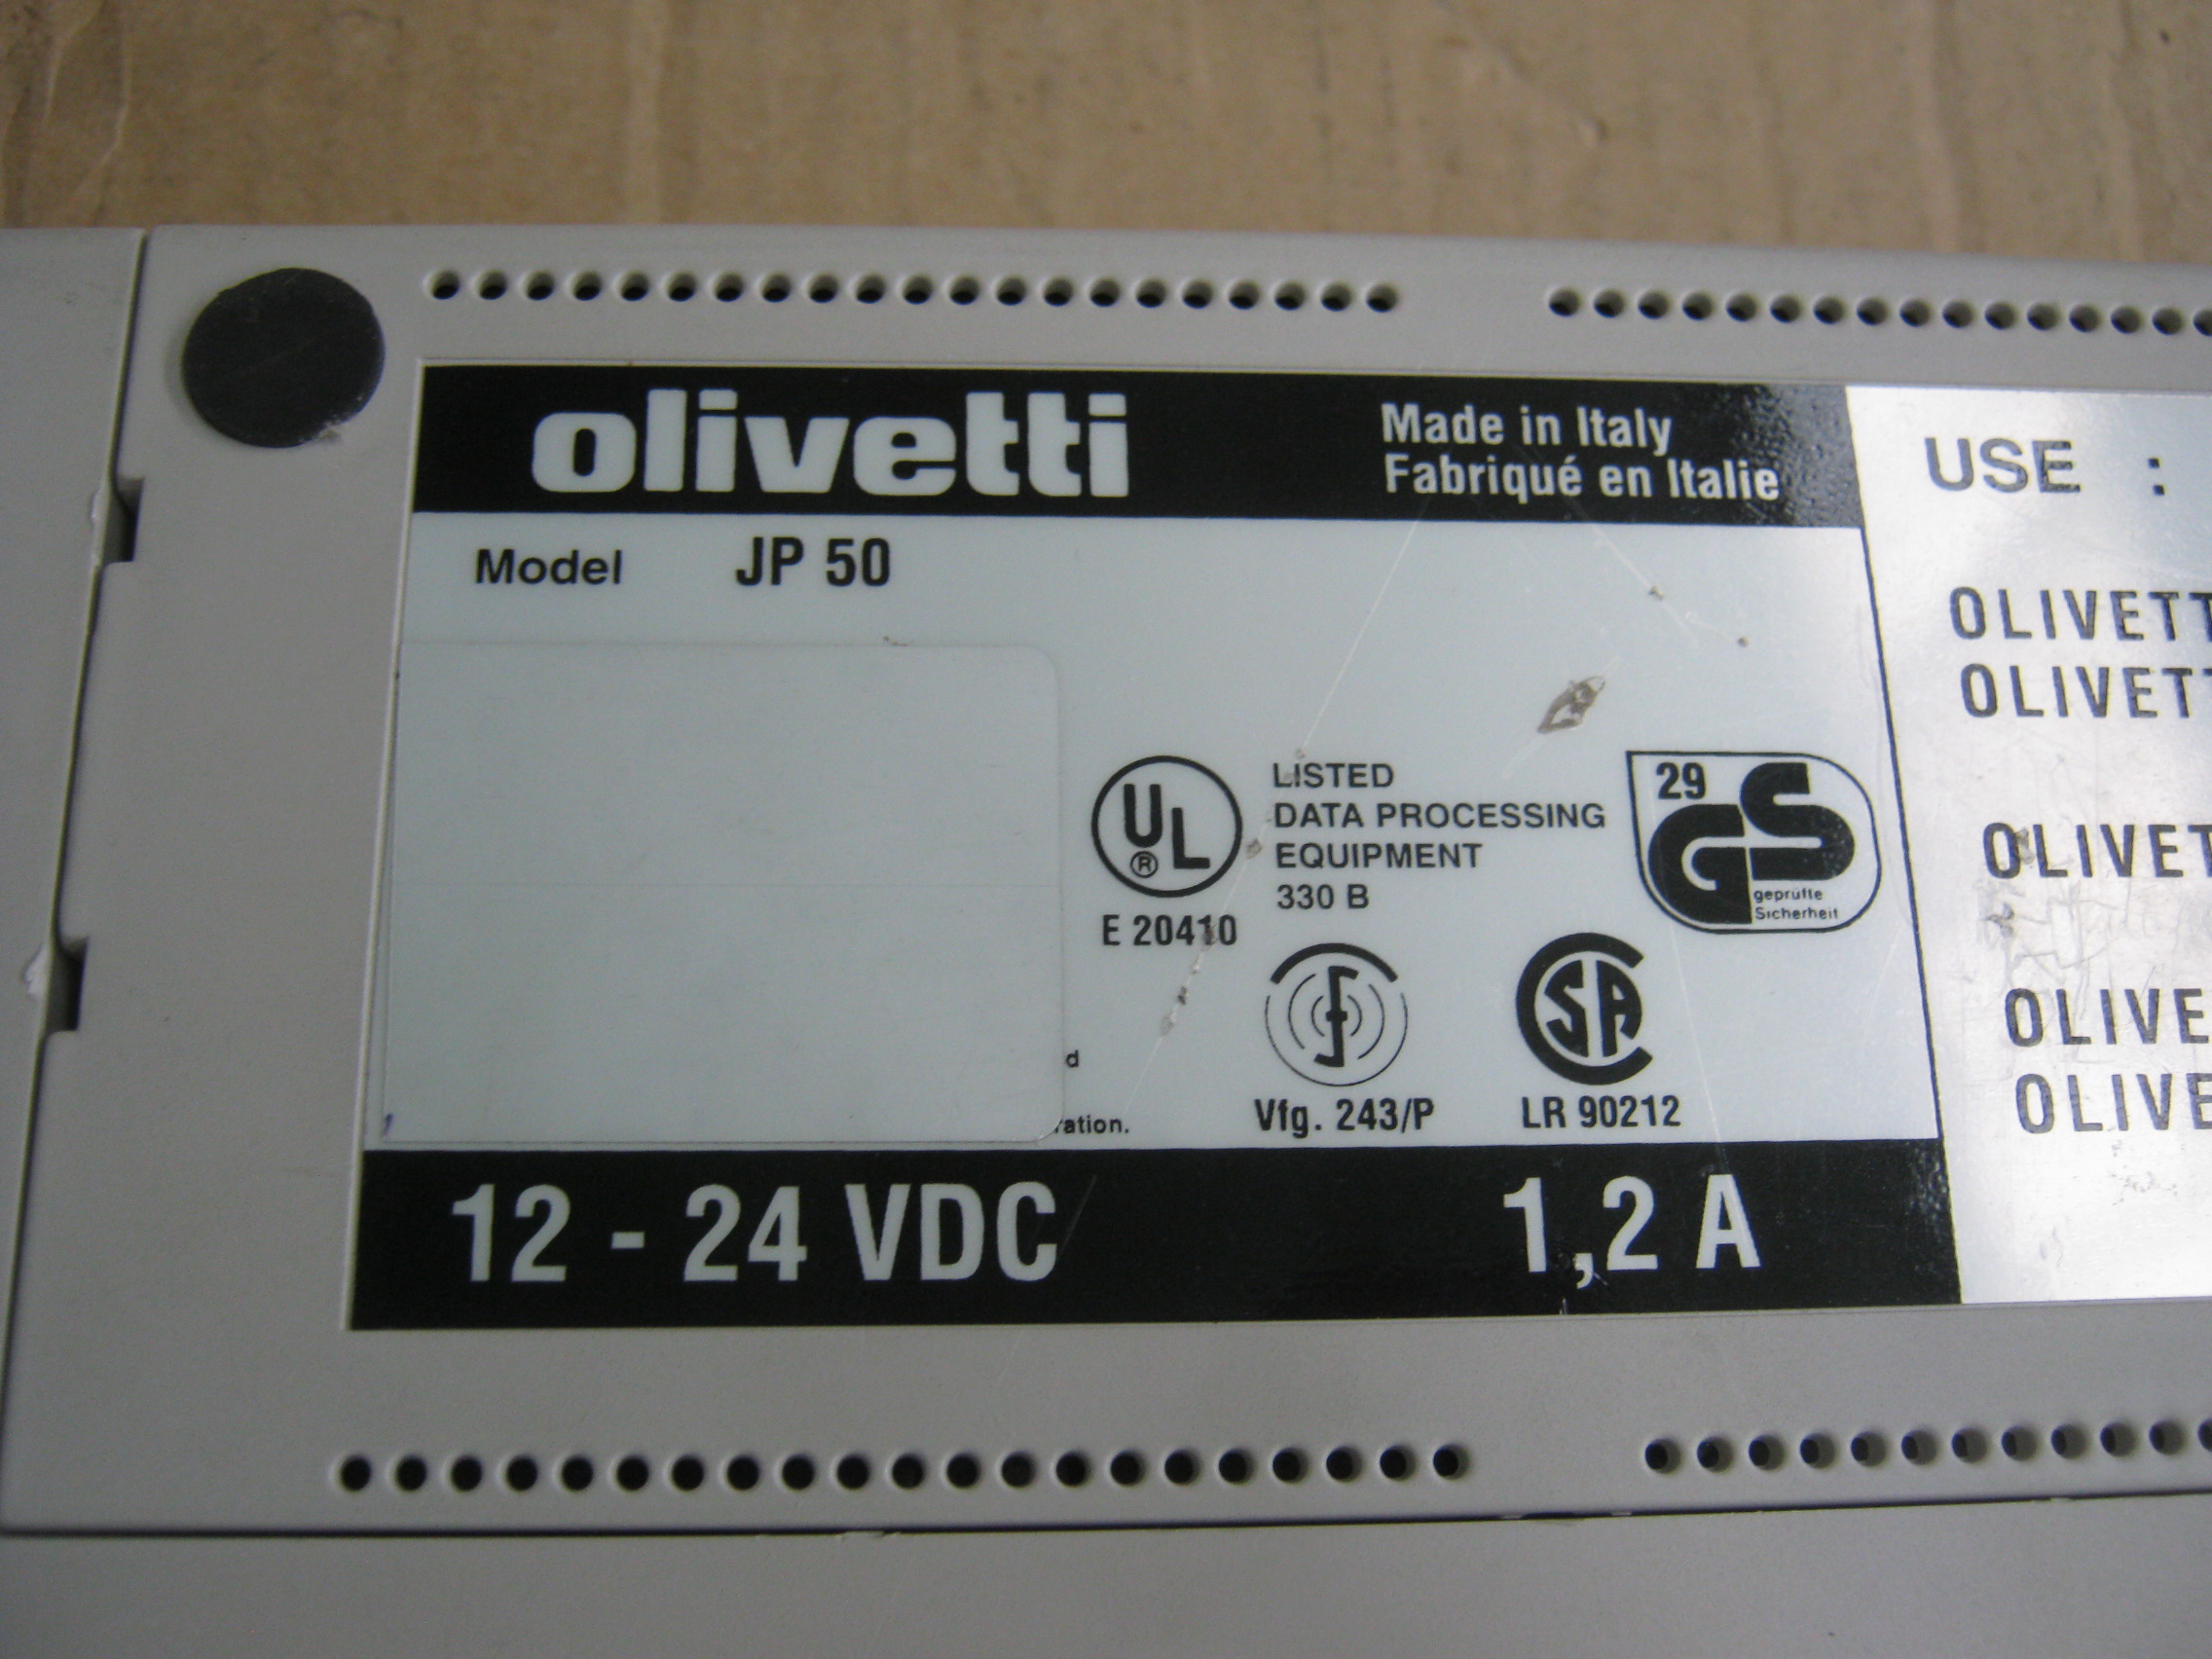 olivetti
Made in Italy
Fabriqué en Italie
Model JP 50
UL
®
E 20410
LISTED
DATA PROCESSING
EQUIPMENT
330 B
29
GS
geprüfte
Sicherheit
Vfg. 243/P
SA
LR 90212
d
12 - 24 VDC 1,2 A
USE :